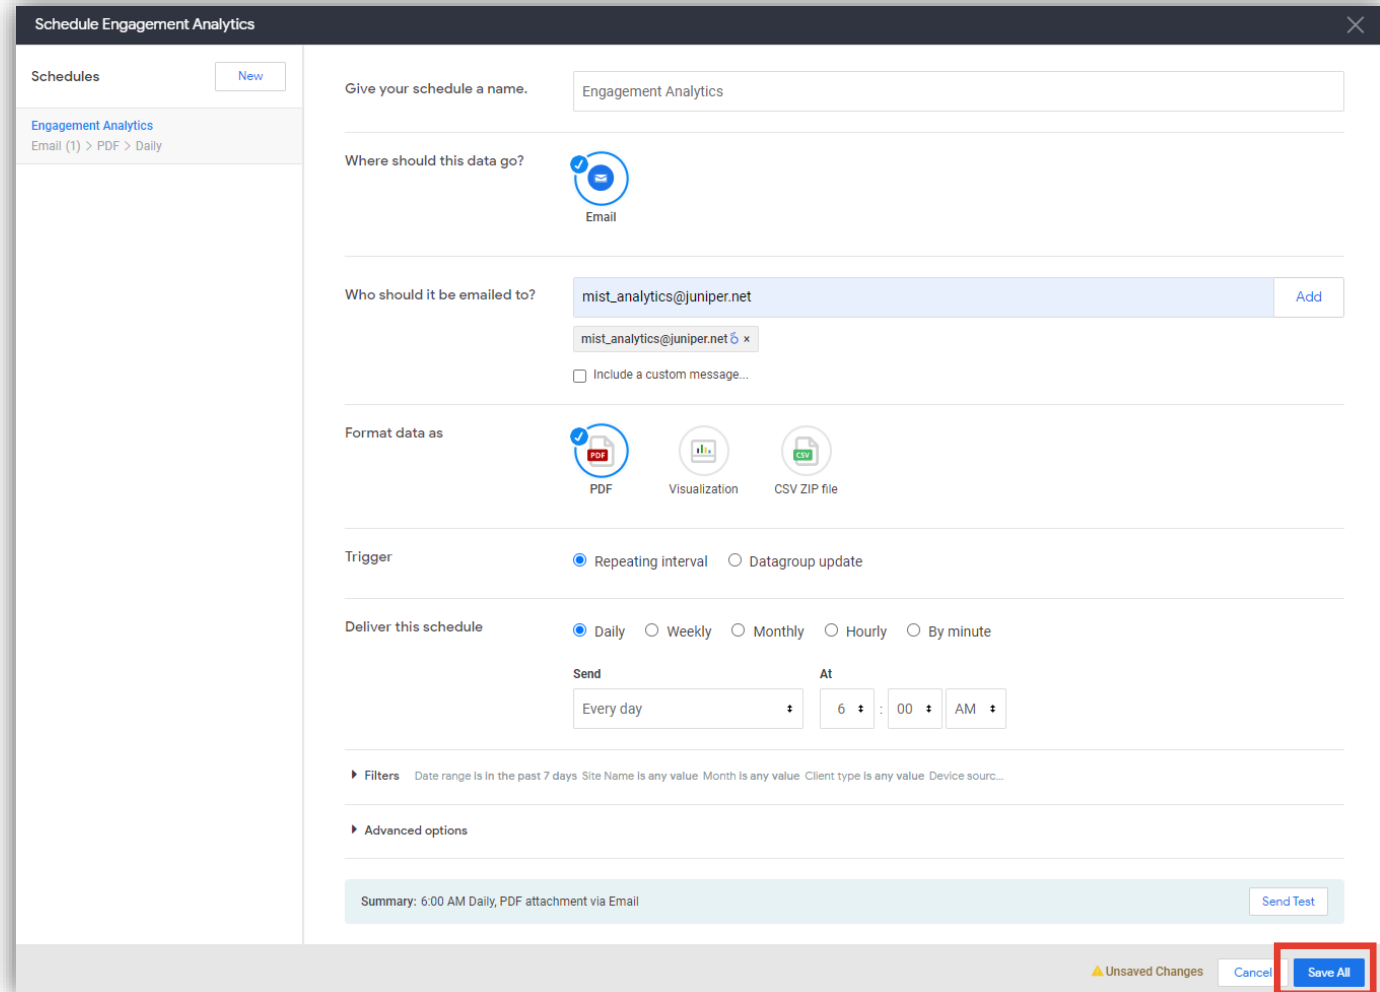 Schedule Engagement Analytics
Schedules
New
Engagement Analytics
Email (1) > PDF > Daily
Give your schedule a name.
Engagement Analytics
Where should this data go?
Email
Who should it be emailed to?
mist_analytics@juniper.net
Add
mist_analytics@juniper.net ×
Include a custom message...
Format data as
PDF
PDF
Visualization
CSV
CSV ZIP file
Trigger
Repeating interval
Datagroup update
Deliver this schedule
Daily
Weekly
Monthly
Hourly
By minute
Send
At
Every day
6 : 00 AM
Filters Date range is in the past 7 days Site Name is any value Month is any value Client type is any value Device sourc...
Advanced options
Summary: 6:00 AM Daily, PDF attachment via Email
Send Test
Unsaved Changes
Cancel
Save All